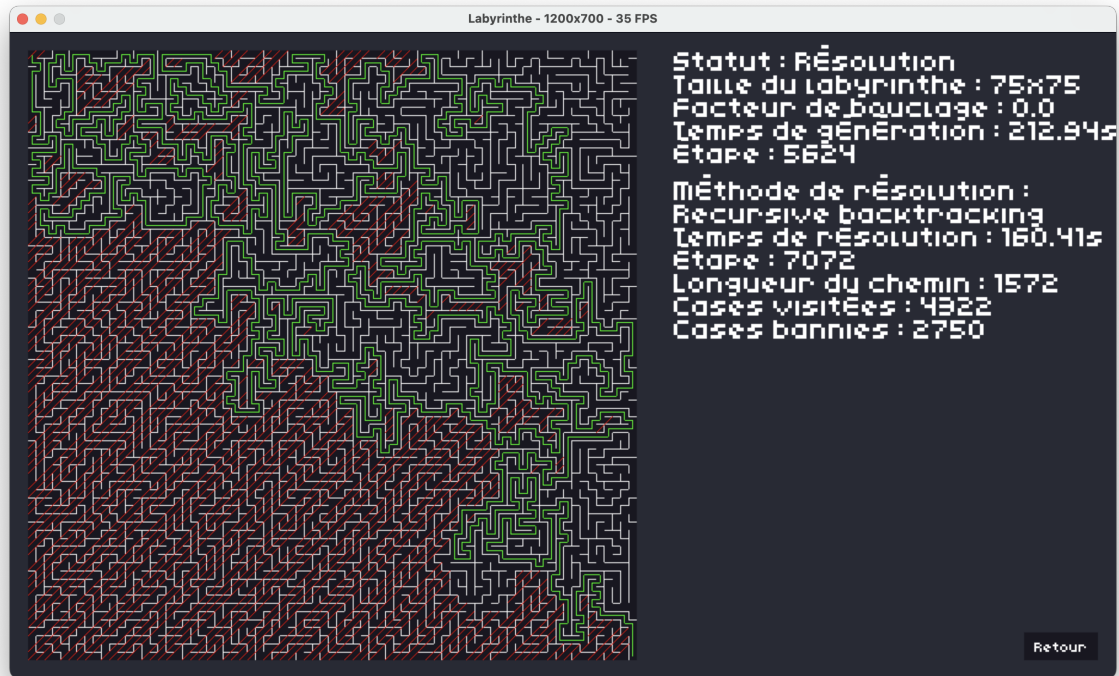 Labyrinthe - 1200x700 - 35 FPS
Statut : Résolution
Taille du labyrinthe : 75x75
Facteur de bouclage : 0.0
Temps de génération : 212.94s
Étape : 5624
Méthode de résolution :
Recursive backtracking
Temps de résolution : 160.41s
Étape : 7072
Longueur du chemin : 1572
Cases visitées : 4322
Cases bannies : 2750
Retour